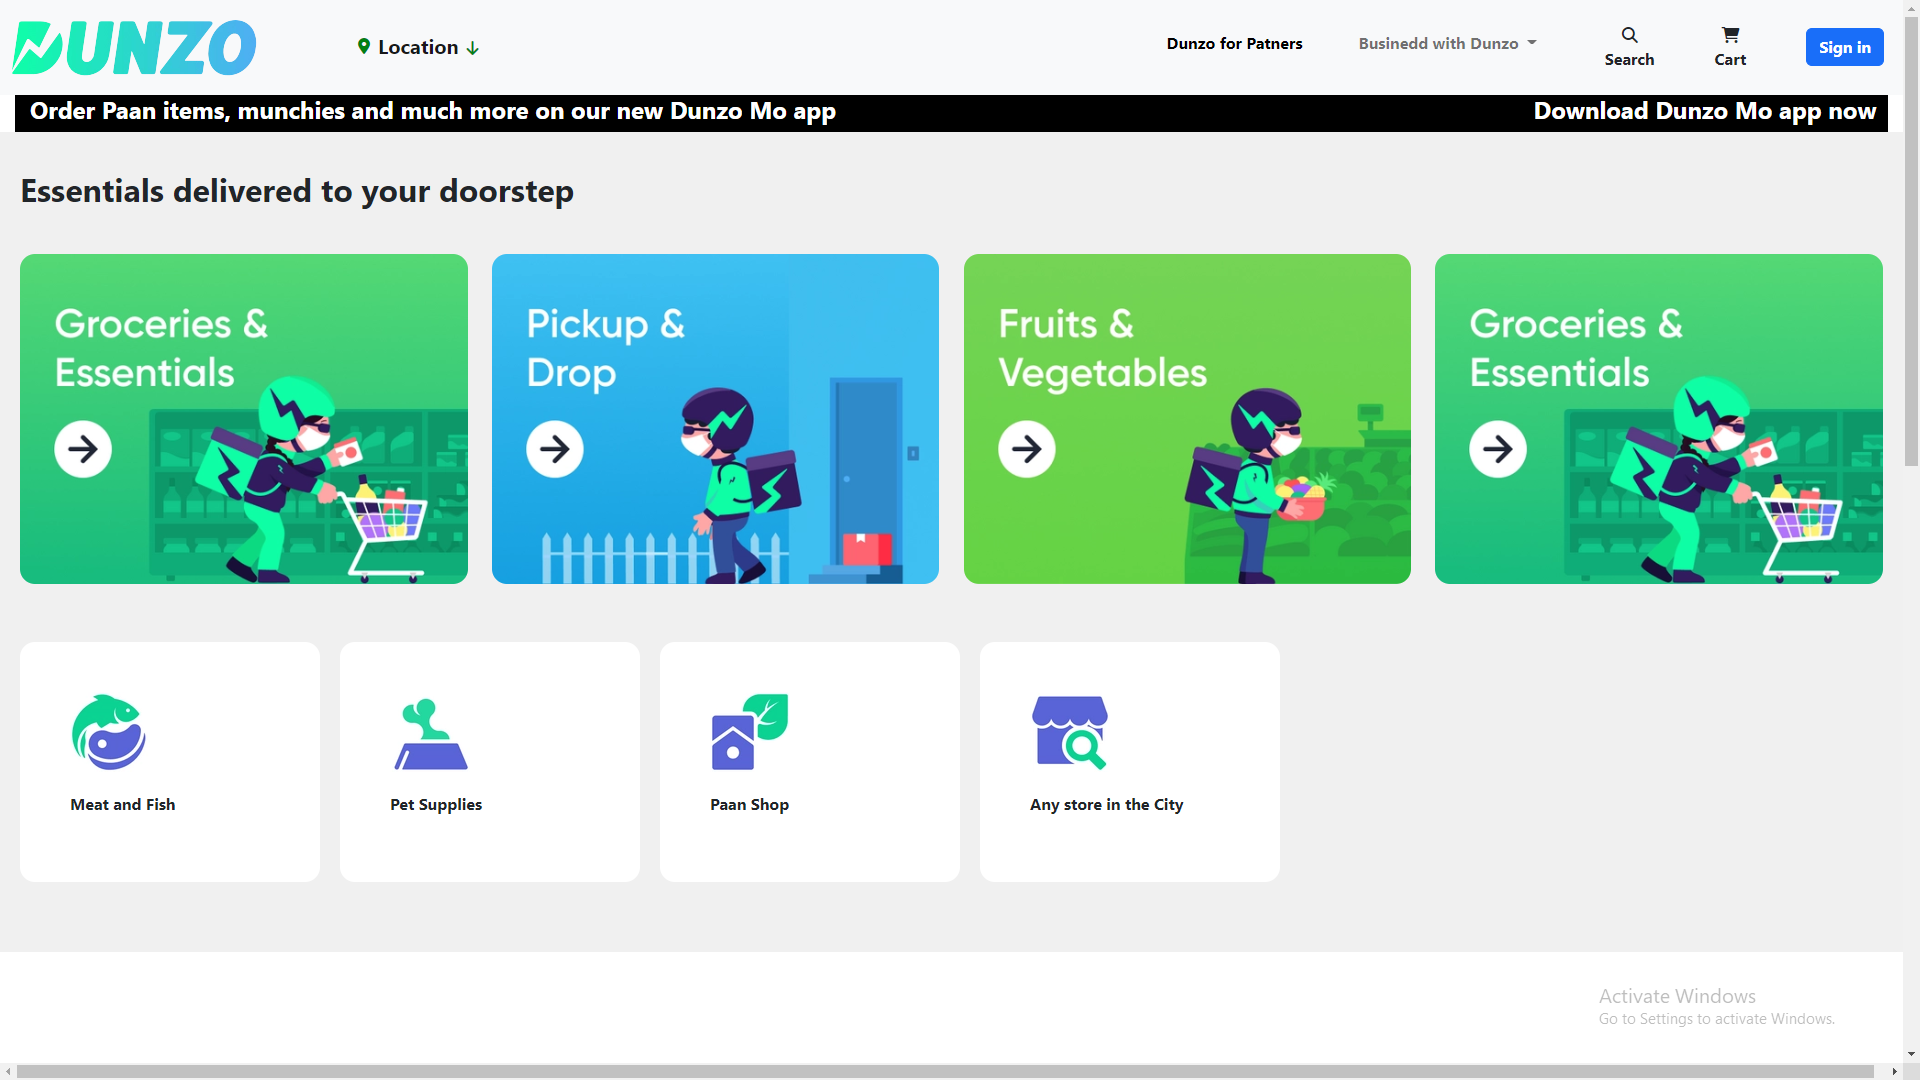 DUNZO
Location
Dunzo for Patners
Businedd with Dunzo
Search
Cart
Sign in
Order Paan items, munchies and much more on our new Dunzo Mo app
Download Dunzo Mo app now
Essentials delivered to your doorstep
Groceries &
Essentials
Pickup &
Drop
Fruits &
Vegetables
Groceries &
Essentials
Meat and Fish
Pet Supplies
Paan Shop
Any store in the City
Activate Windows
Go to Settings to activate Windows.